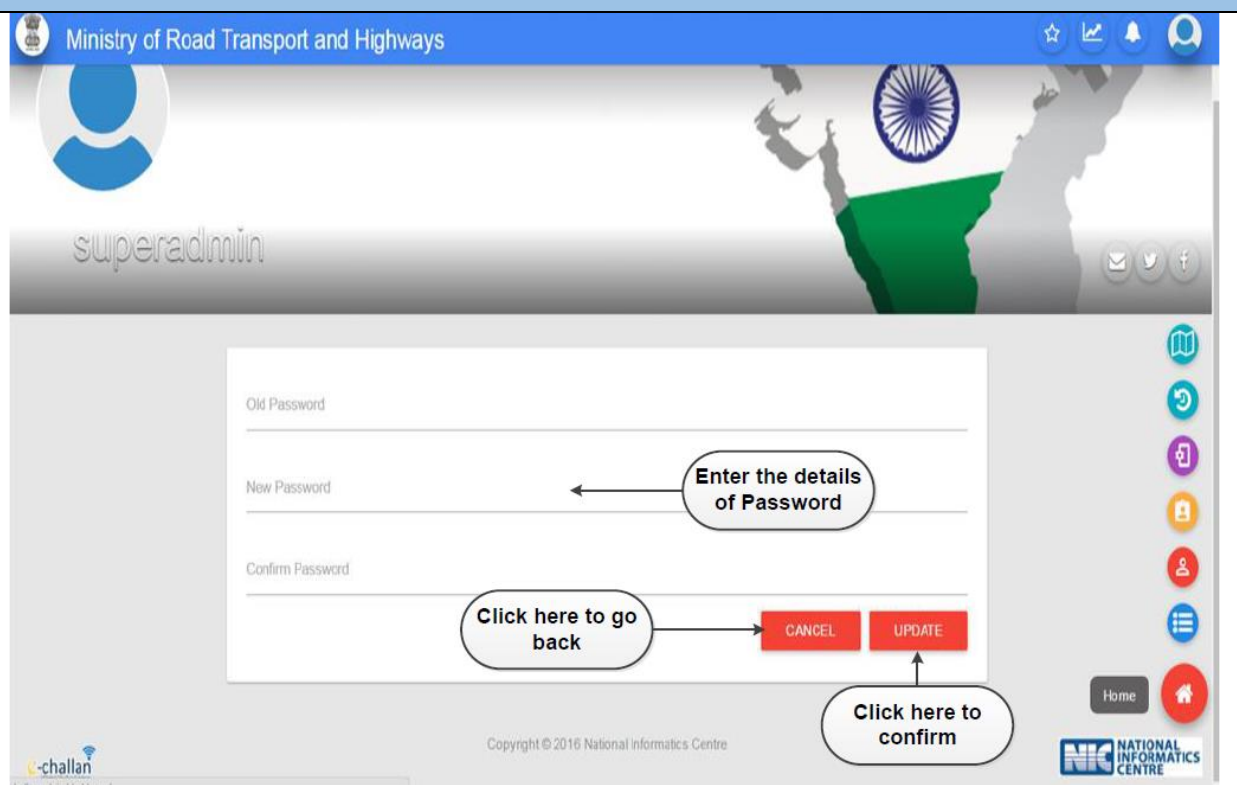 Ministry of Road Transport and Highways
superadmin
Old Password
New Password
Enter the details
of Password
Confirm Password
Click here to go
back
CANCEL
UPDATE
Home
Click here to
confirm
Copyright © 2016 National Informatics Centre
e-challan
NIC NATIONAL
INFORMATICS
CENTRE